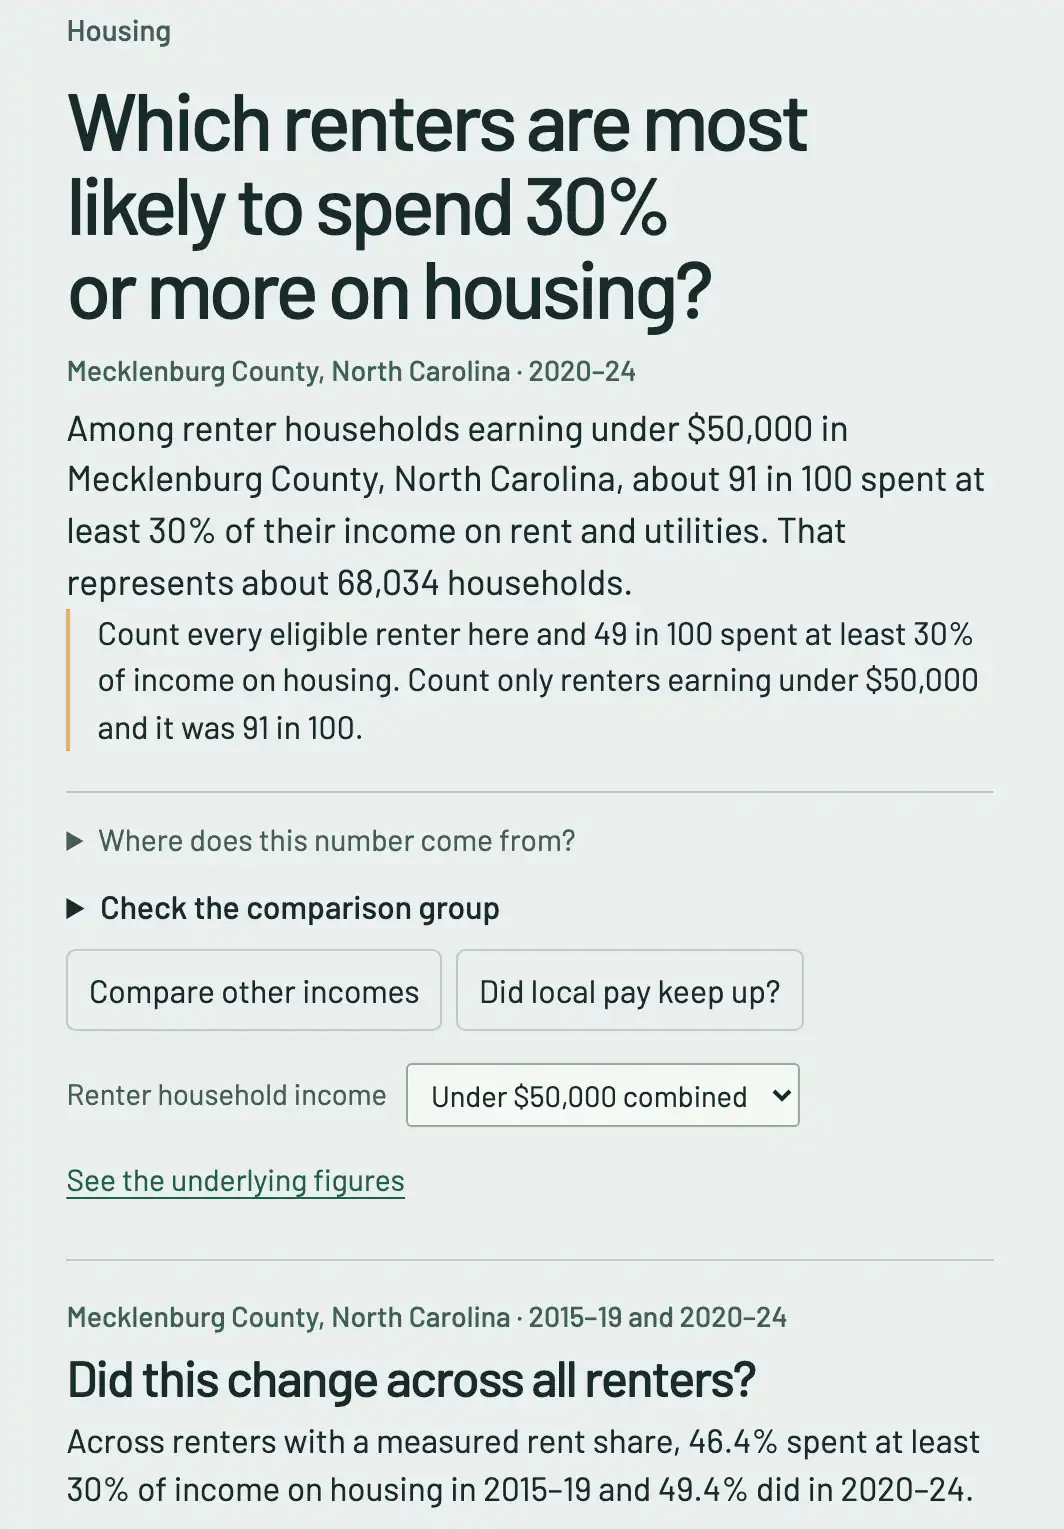 Housing
Which renters are most
likely to spend 30%
or more on housing?
Mecklenburg County, North Carolina · 2020–24
Among renter households earning under $50,000 in
Mecklenburg County, North Carolina, about 91 in 100 spent at
least 30% of their income on rent and utilities. That
represents about 68,034 households.
Count every eligible renter here and 49 in 100 spent at least 30%
of income on housing. Count only renters earning under $50,000
and it was 91 in 100.
Where does this number come from?
Check the comparison group
Compare other incomes
Did local pay keep up?
Renter household income
Under $50,000 combined
See the underlying figures
Mecklenburg County, North Carolina · 2015–19 and 2020–24
Did this change across all renters?
Across renters with a measured rent share, 46.4% spent at least
30% of income on housing in 2015–19 and 49.4% did in 2020–24.